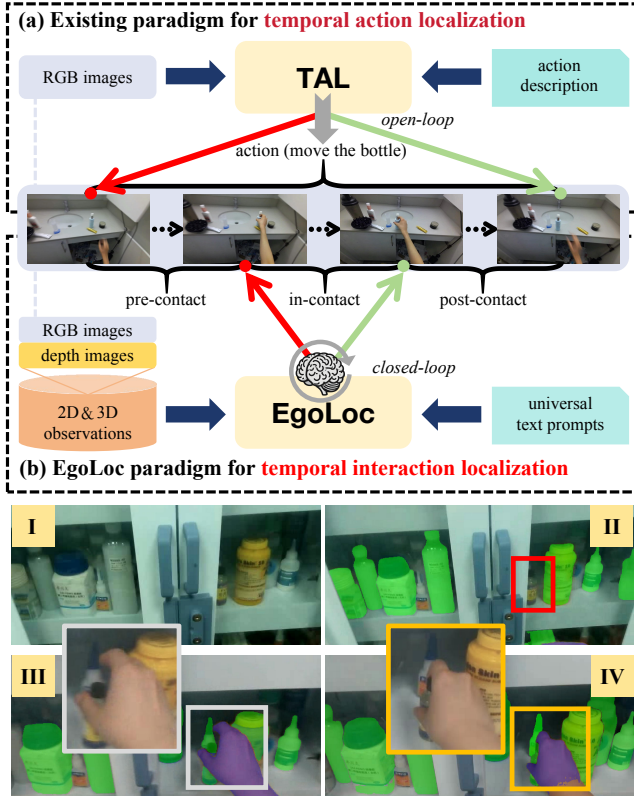 (a) Existing paradigm for temporal action localization
RGB images
TAL
action
description
open-loop
action (move the bottle)
pre-contact
in-contact
post-contact
RGB images
depth images
closed-loop
2D & 3D
observations
EgoLoc
universal
text prompts
(b) EgoLoc paradigm for temporal interaction localization
I
II
III
IV